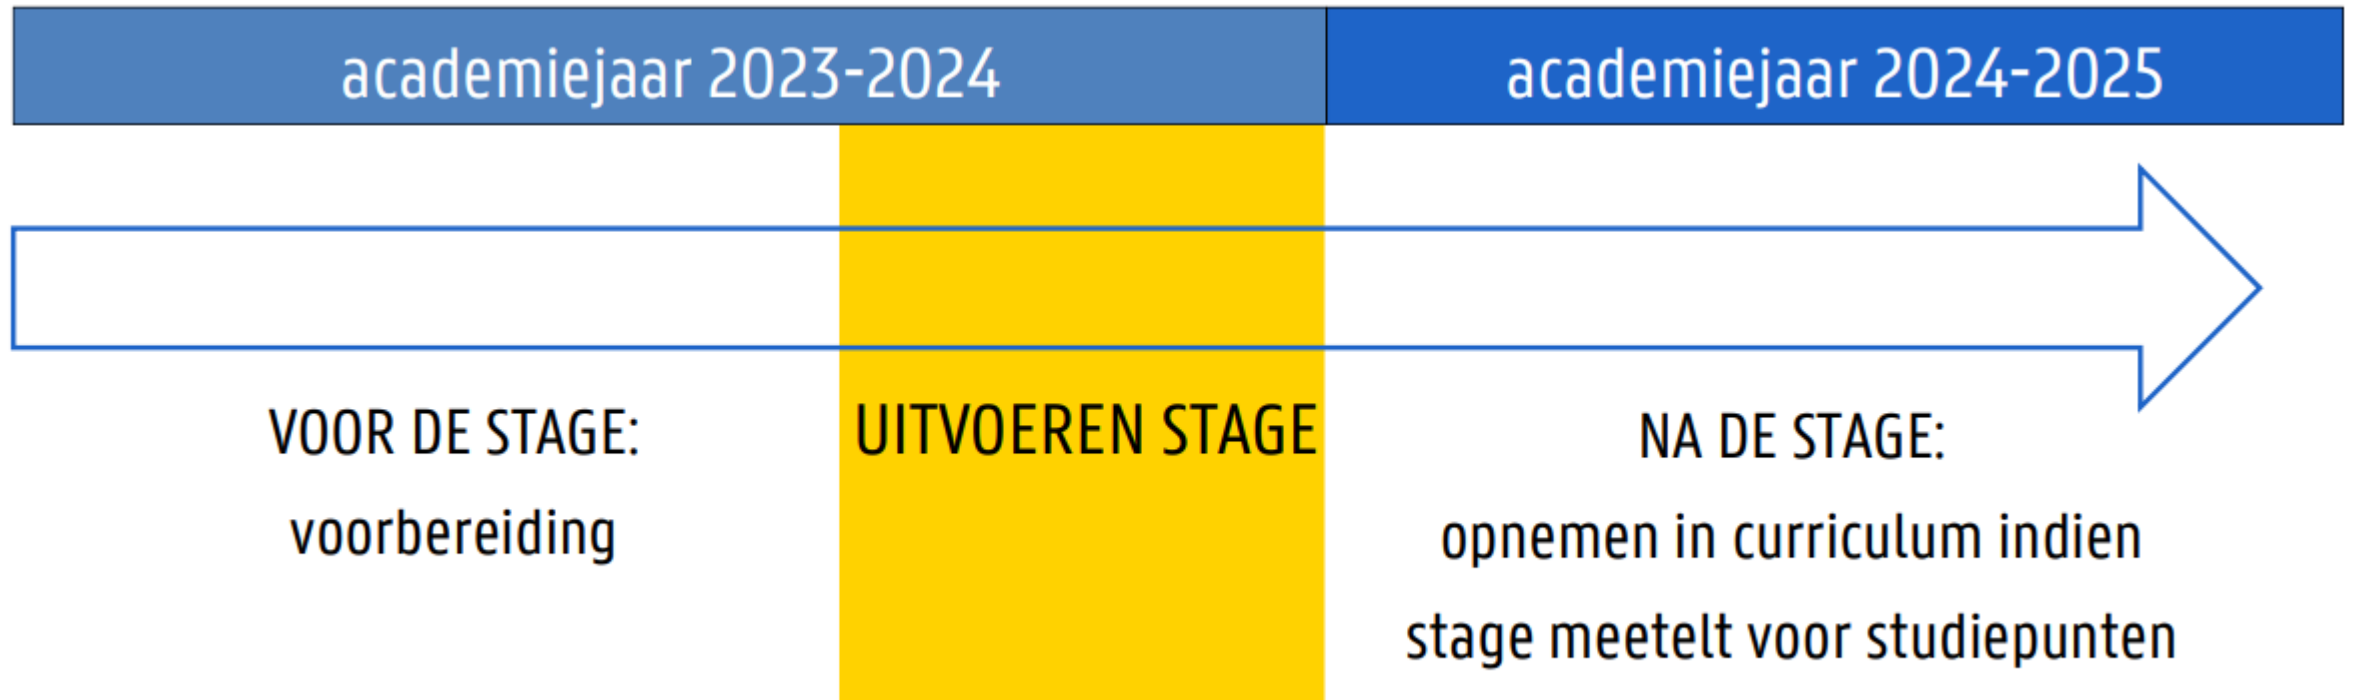 academiejaar 2023-2024
academiejaar 2024-2025
VOOR DE STAGE:
voorbereiding
UITVOEREN STAGE
NA DE STAGE:
opnemen in curriculum indien
stage meetelt voor studiepunten